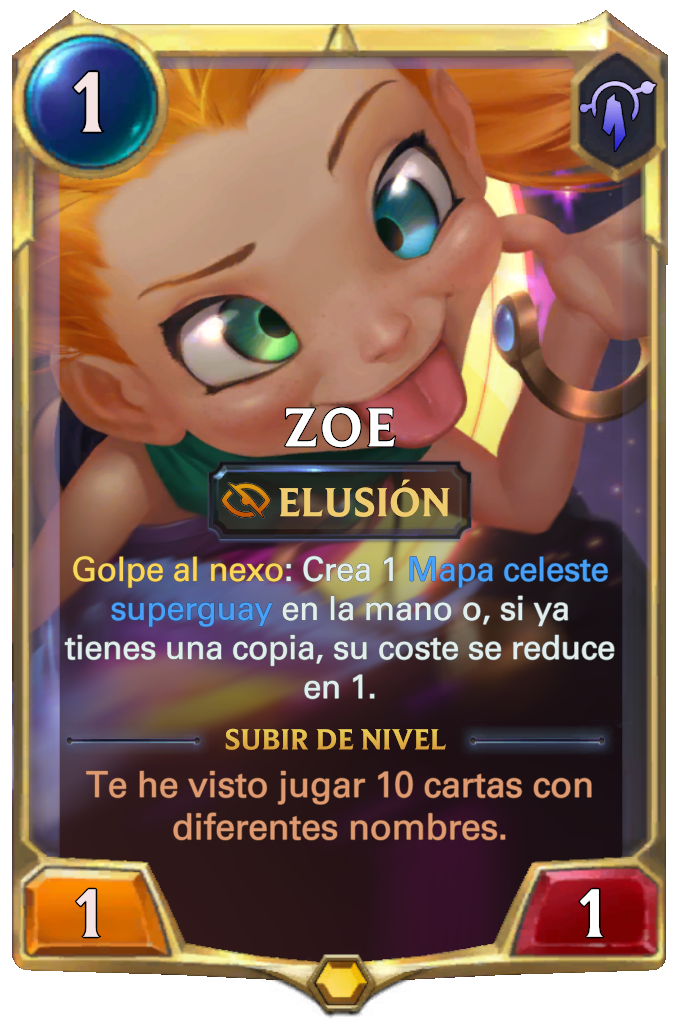 1
ZOE
ELUSIÓN
Golpe al nexo: Crea 1 Mapa celeste
superguay en la mano o, si ya
tienes una copia, su coste se reduce
en 1.
SUBIR DE NIVEL
Te he visto jugar 10 cartas con
diferentes nombres.
1
1